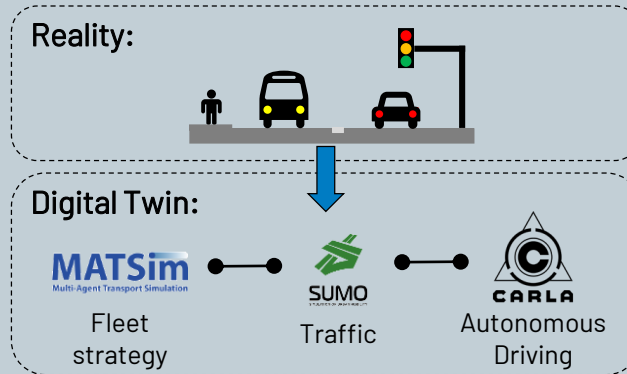 Reality:
Digital Twin:
MATSim
Multi-Agent Transport Simulation
SUMO
C
CARLA
Fleet
strategy
Traffic
Autonomous
Driving